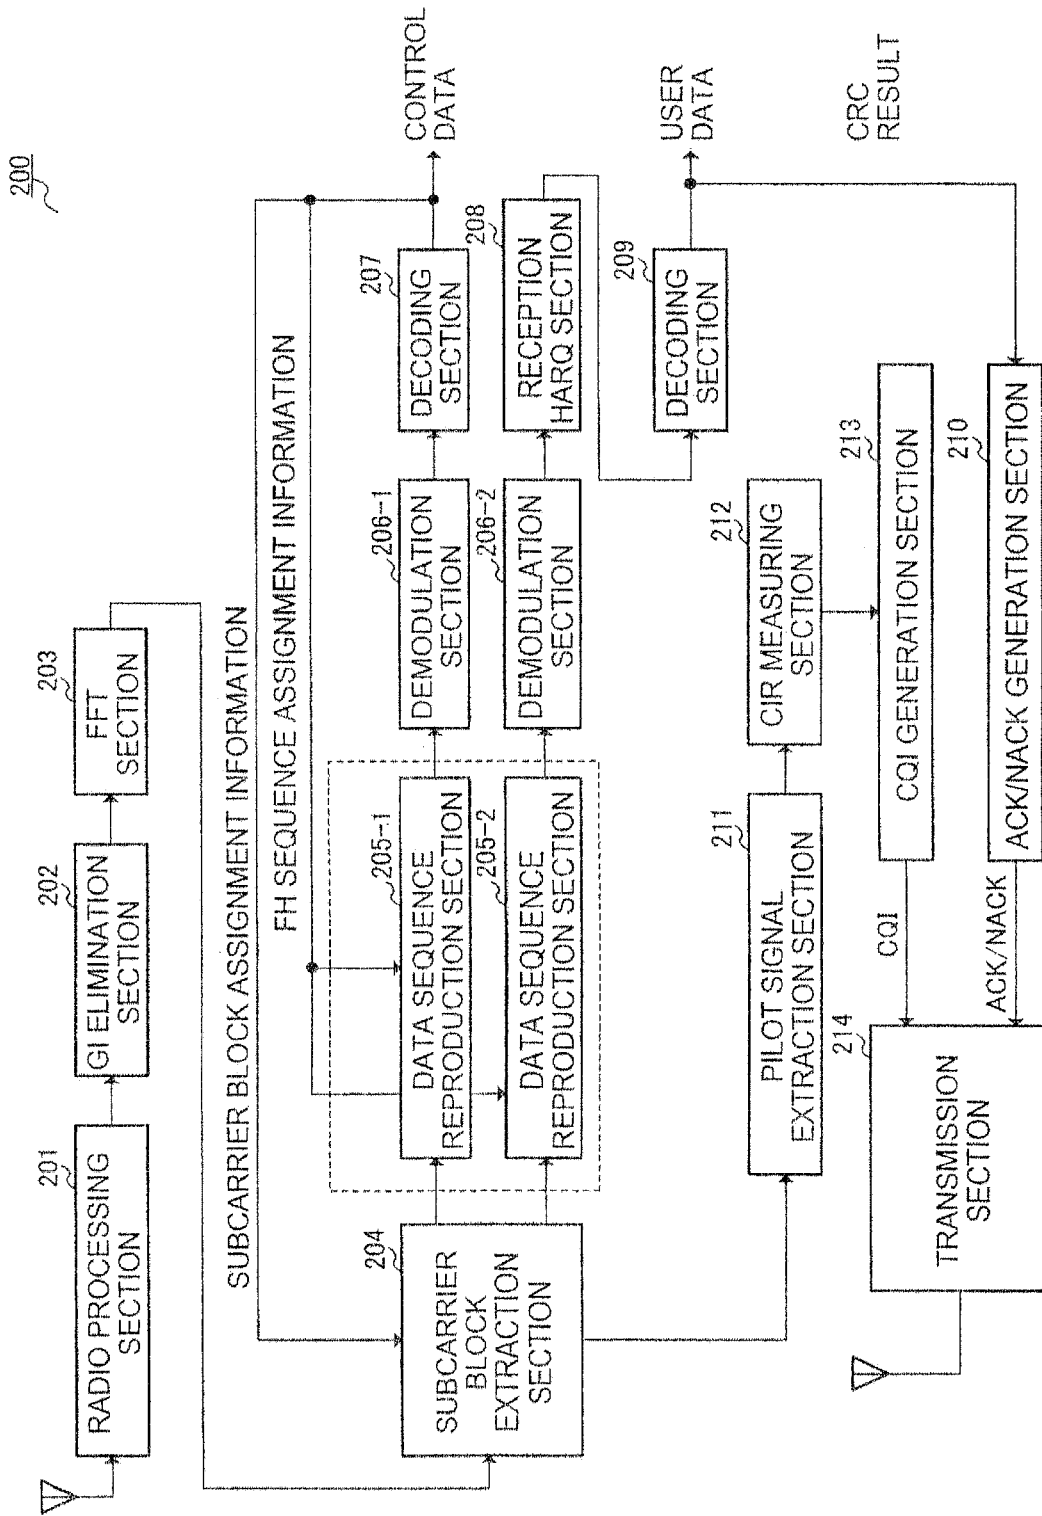 200
201
RADIO PROCESSING
SECTION
202
GI ELIMINATION
SECTION
203
FFT
SECTION
SUBCARRIER BLOCK ASSIGNMENT INFORMATION
FH SEQUENCE ASSIGNMENT INFORMATION
204
SUBCARRIER
BLOCK
EXTRACTION
SECTION
205-1
DATA SEQUENCE
REPRODUCTION SECTION
206-1
DEMODULATION
SECTION
207
DECODING
SECTION
CONTROL
DATA
205-2
DATA SEQUENCE
REPRODUCTION SECTION
206-2
DEMODULATION
SECTION
208
RECEPTION
HARQ SECTION
209
DECODING
SECTION
USER
DATA
211
PILOT SIGNAL
EXTRACTION SECTION
212
CIR MEASURING
SECTION
CRC
RESULT
213
CQI GENERATION SECTION
CQI
210
ACK/NACK GENERATION SECTION
ACK/NACK
214
TRANSMISSION
SECTION